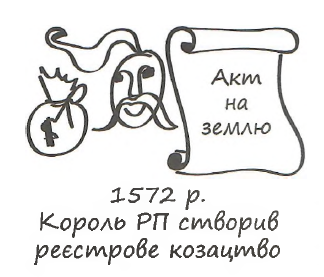 Акт
на
землю
1572 р.
Король РП створив
реєстрове козацтво